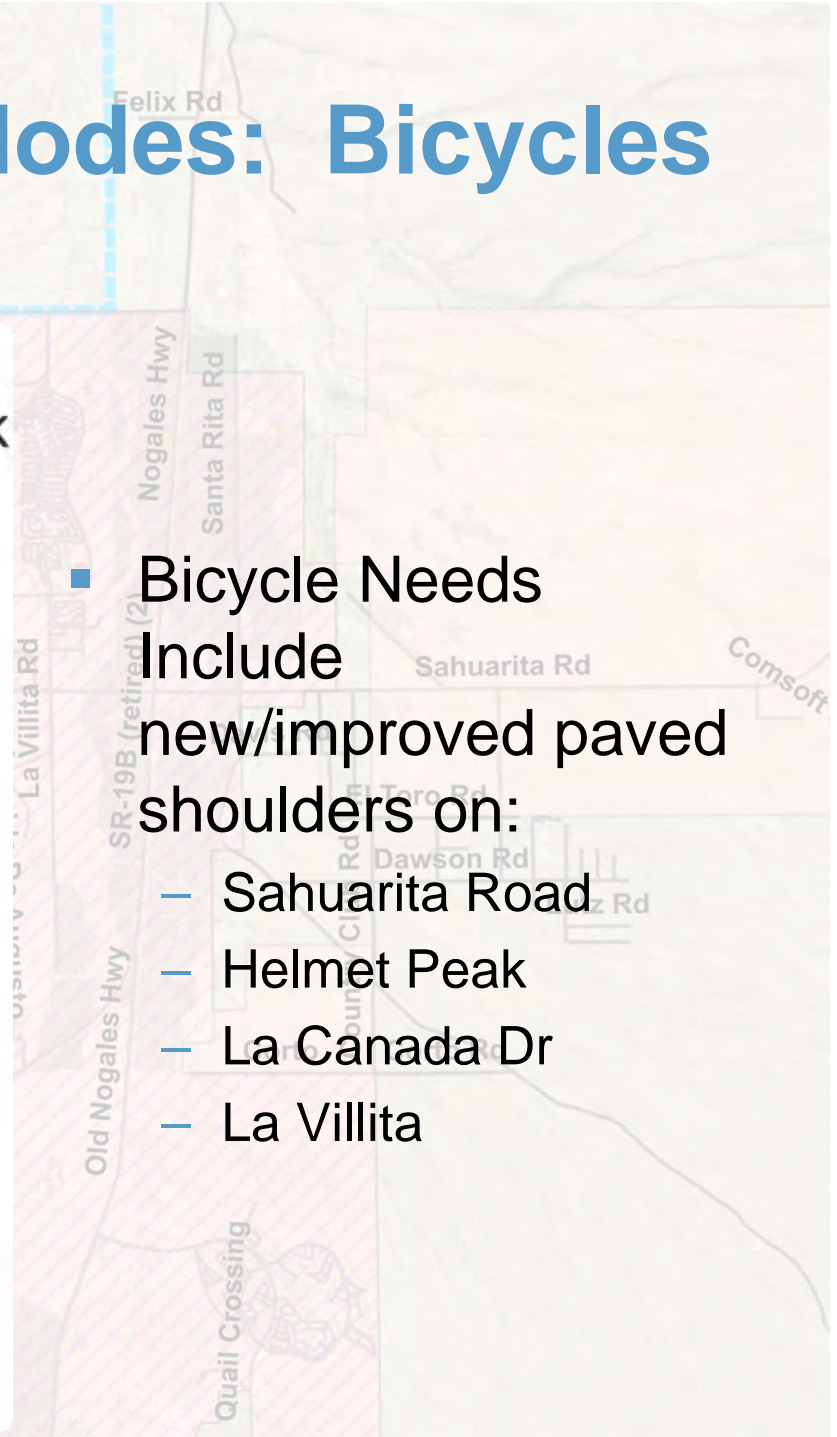 Felix Rd
lodes: Bicycles
Nogales Hwy
Santa Rita Rd
Bicycle Needs
Include
new/improved paved
shoulders on:
– Sahuarita Road
– Helmet Peak
– La Canada Dr
– La Villita
Sahuarita Rd
Comsoft
La Villita Rd
SR-19B (retired) (2)
El Toro Rd
Dawson Rd
Old Nogales Hwy
Quail Crossing